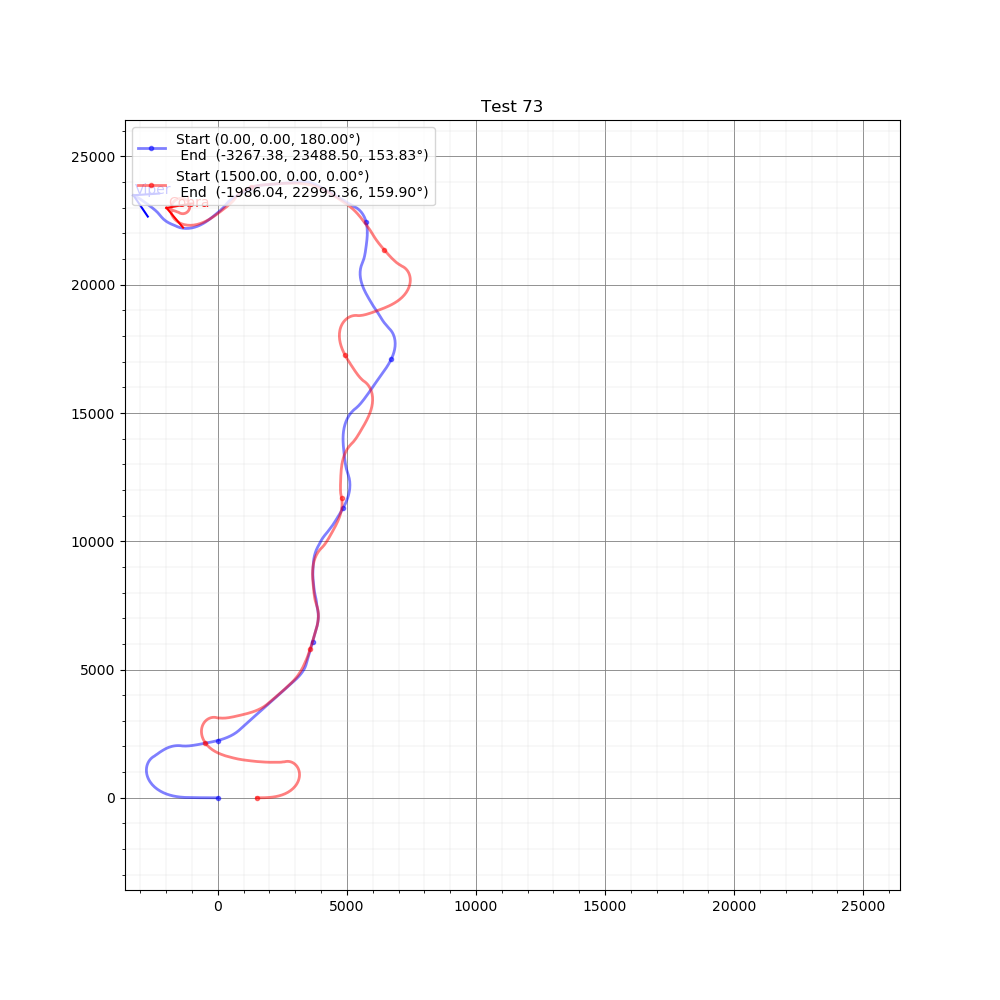 Test 73
Start (0.00, 0.00, 180.00°)
End (-3267.38, 23488.50, 153.83°)
Start (1500.00, 0.00, 0.00°)
End (-1986.04, 22995.36, 159.90°)
Viper
Cobra
25000
20000
15000
10000
5000
0
0
5000
10000
15000
20000
25000